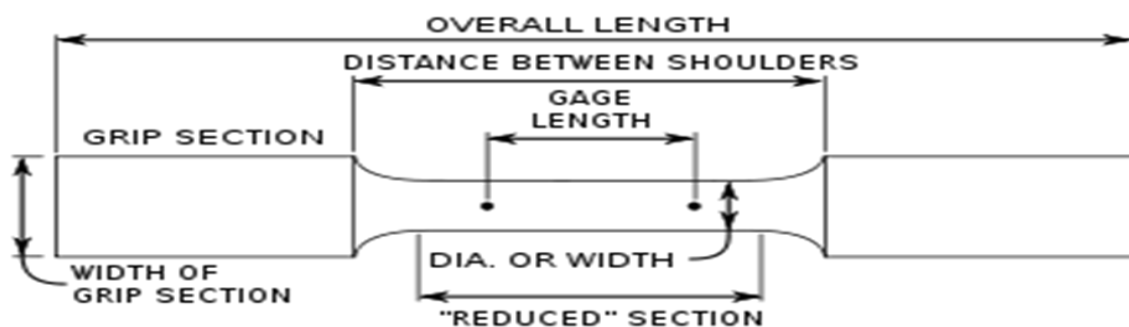 OVERALL LENGTH
DISTANCE BETWEEN SHOULDERS
GAGE
LENGTH
GRIP SECTION
DIA. OR WIDTH
WIDTH OF
GRIP SECTION
"REDUCED" SECTION